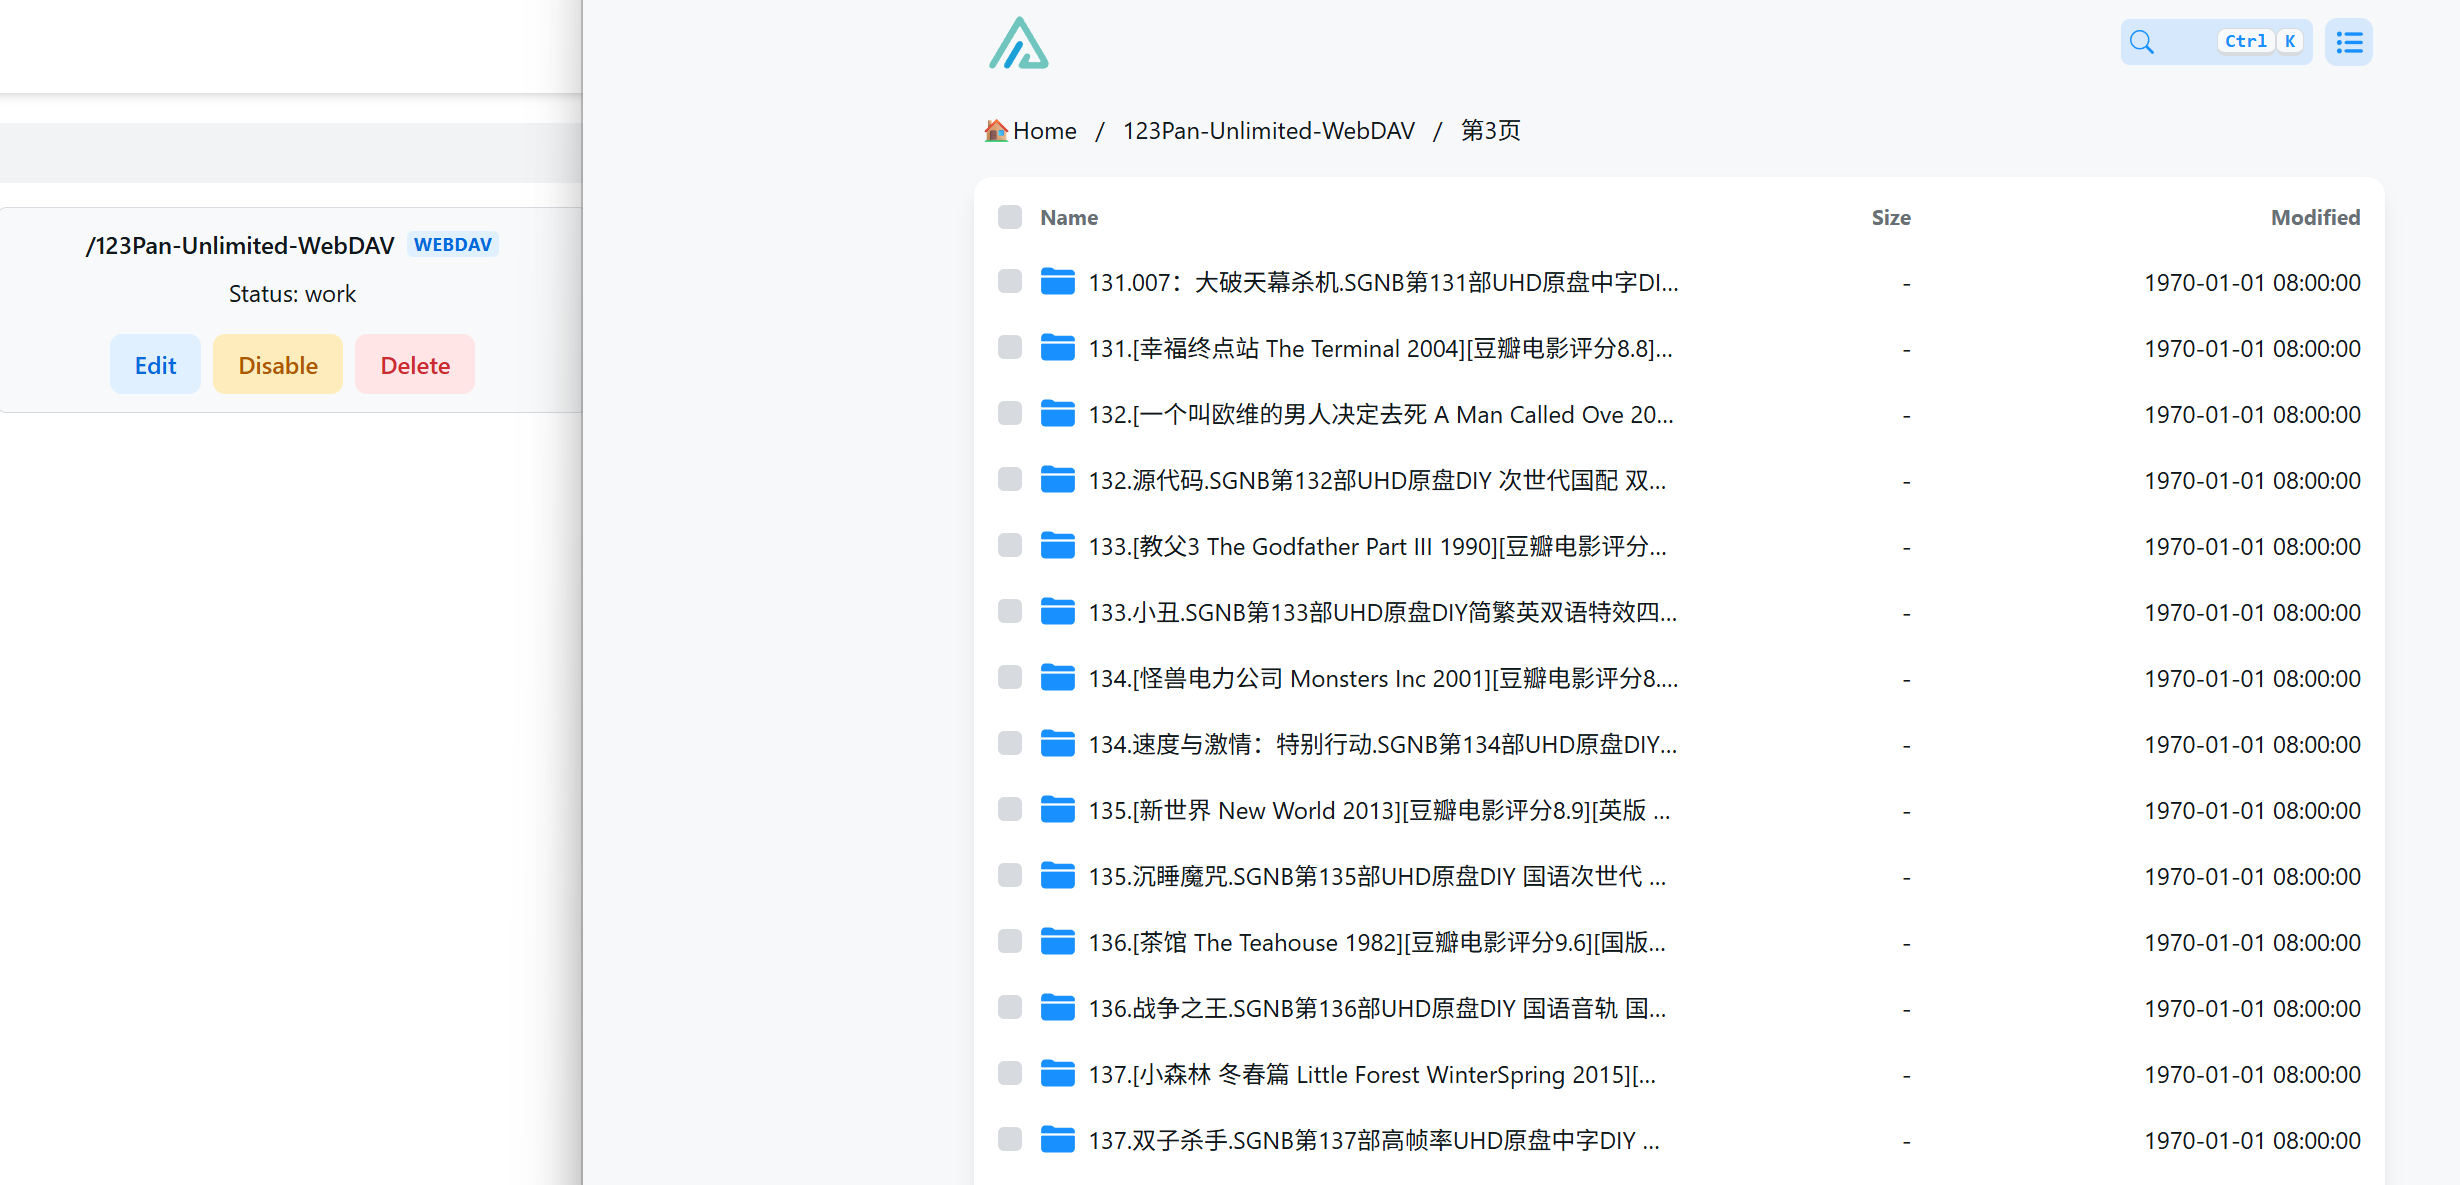 /123Pan-Unlimited-WebDAV WEBDAV
Status: work
Edit Disable Delete
Ctrl K
Home / 123Pan-Unlimited-WebDAV / 第3页
Name Size Modified
131.007：大破天幕杀机.SGNB第131部UHD原盘中字DI... - 1970-01-01 08:00:00
131.[幸福终点站 The Terminal 2004][豆瓣电影评分8.8]... - 1970-01-01 08:00:00
132.[一个叫欧维的男人决定去死 A Man Called Ove 20... - 1970-01-01 08:00:00
132.源代码.SGNB第132部UHD原盘DIY 次世代国配 双... - 1970-01-01 08:00:00
133.[教父3 The Godfather Part III 1990][豆瓣电影评分... - 1970-01-01 08:00:00
133.小丑.SGNB第133部UHD原盘DIY简繁英双语特效四... - 1970-01-01 08:00:00
134.[怪兽电力公司 Monsters Inc 2001][豆瓣电影评分8.... - 1970-01-01 08:00:00
134.速度与激情：特别行动.SGNB第134部UHD原盘DIY... - 1970-01-01 08:00:00
135.[新世界 New World 2013][豆瓣电影评分8.9][英版 ... - 1970-01-01 08:00:00
135.沉睡魔咒.SGNB第135部UHD原盘DIY 国语次世代 ... - 1970-01-01 08:00:00
136.[茶馆 The Teahouse 1982][豆瓣电影评分9.6][国版... - 1970-01-01 08:00:00
136.战争之王.SGNB第136部UHD原盘DIY 国语音轨 国... - 1970-01-01 08:00:00
137.[小森林 冬春篇 Little Forest WinterSpring 2015][... - 1970-01-01 08:00:00
137.双子杀手.SGNB第137部高帧率UHD原盘中字DIY ... - 1970-01-01 08:00:00